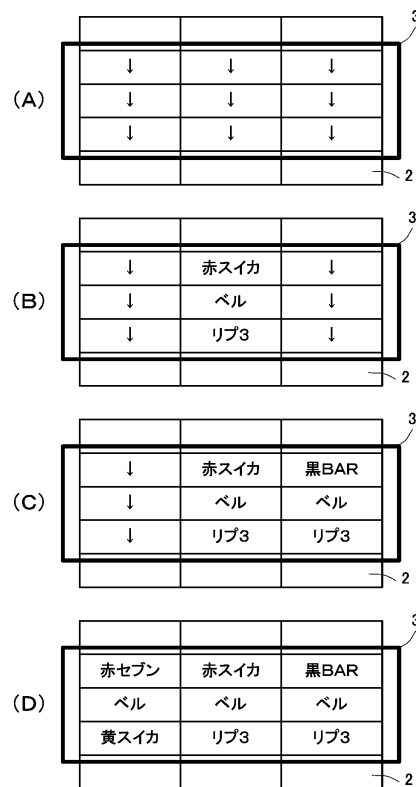 3
(A)
↓ ↓ ↓
↓ ↓ ↓
↓ ↓ ↓
2
3
(B)
↓ 赤スイカ ↓
↓ ベル ↓
↓ リプ3 ↓
2
3
(C)
↓ 赤スイカ 黒BAR
↓ ベル ベル
↓ リプ3 リプ3
2
3
(D)
赤セブン 赤スイカ 黒BAR
ベル ベル ベル
黄スイカ リプ3 リプ3
2